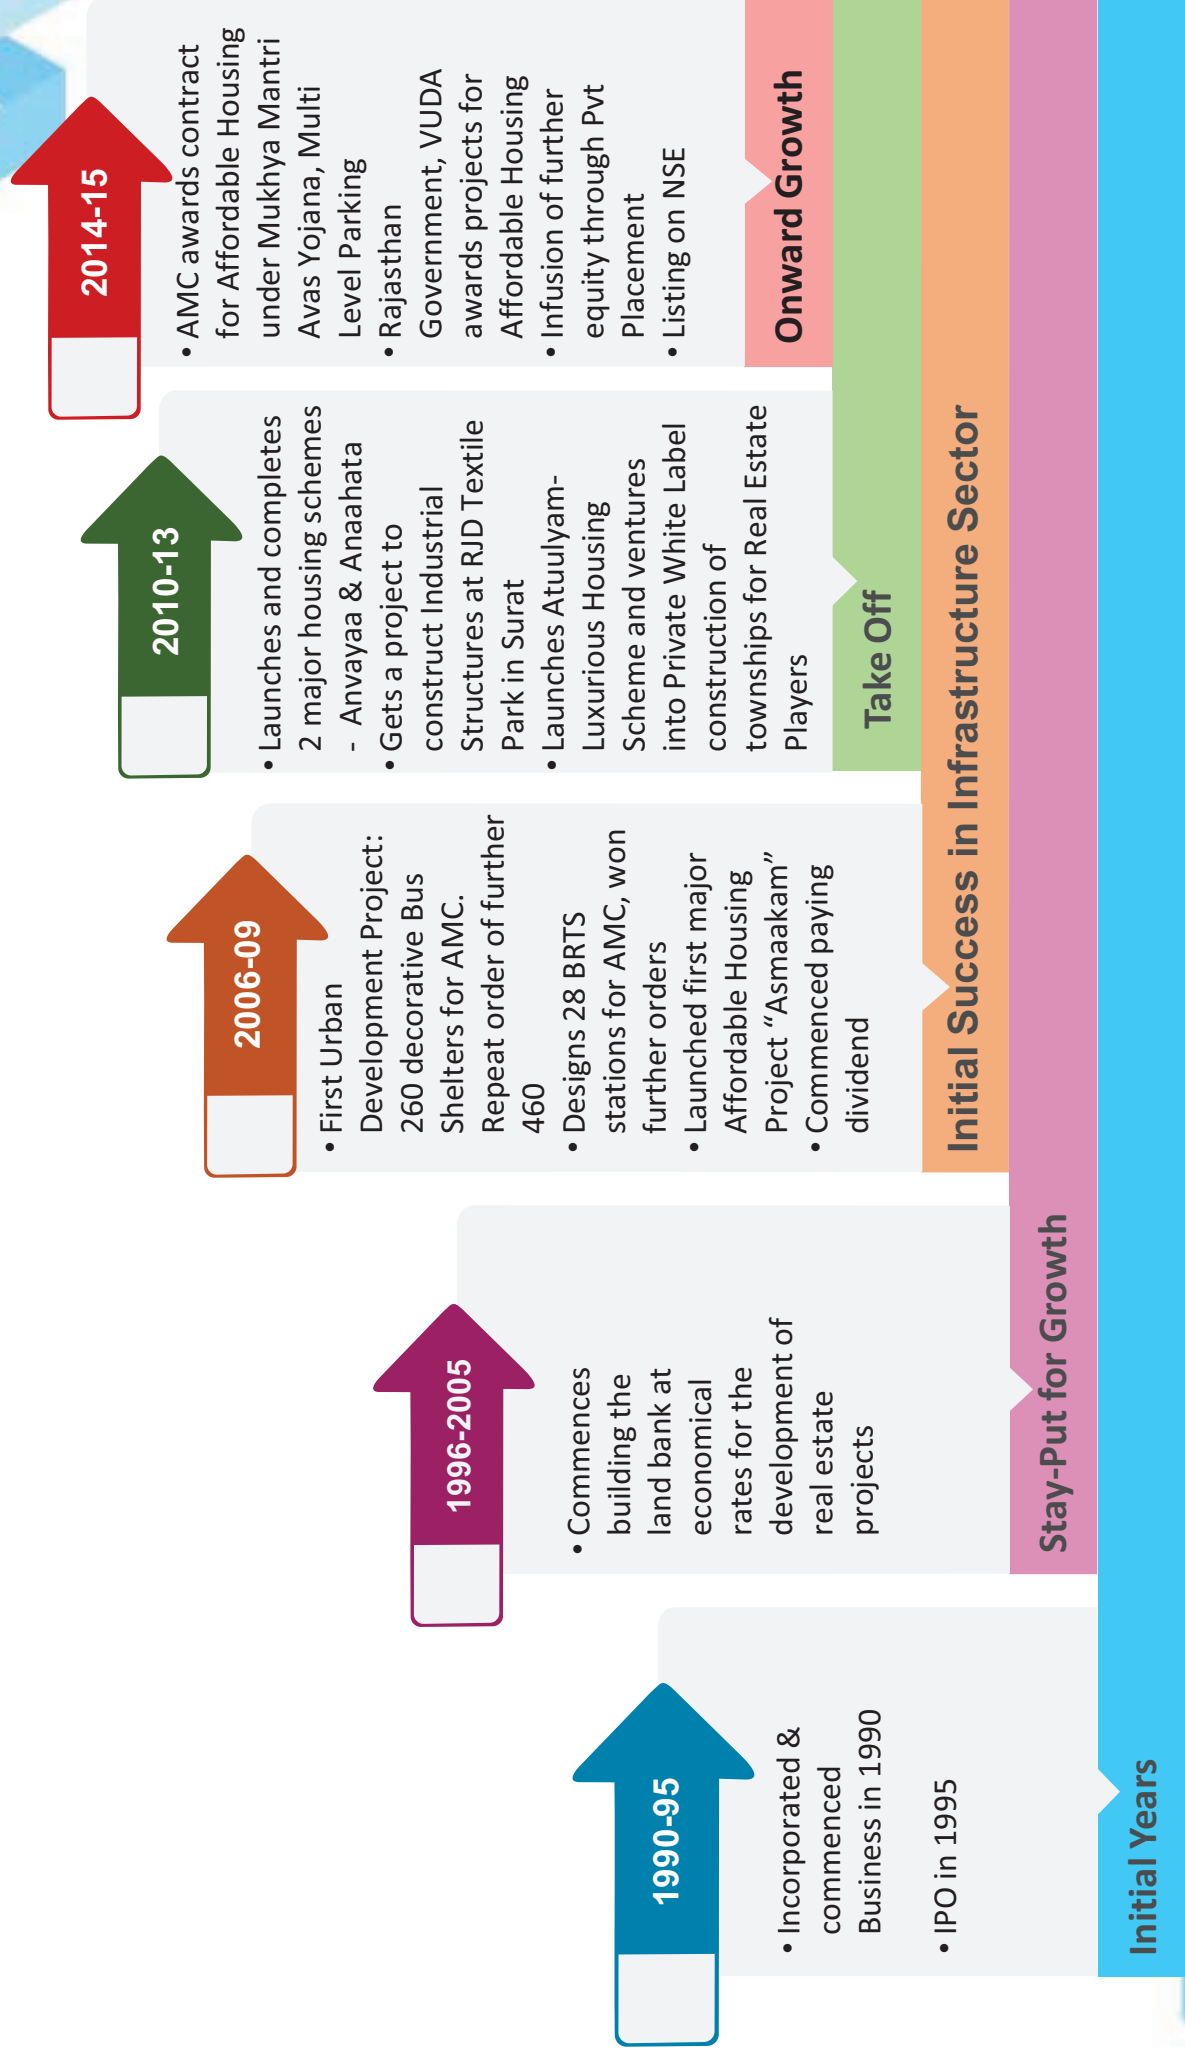 1990-95
• Incorporated &
commenced
Business in 1990
• IPO in 1995
Initial Years
1996-2005
• Commences
building the
land bank at
economical
rates for the
development of
real estate
projects
Stay-Put for Growth
2006-09
• First Urban
Development Project:
260 decorative Bus
Shelters for AMC.
Repeat order of further
460
• Designs 28 BRTS
stations for AMC, won
further orders
• Launched first major
Affordable Housing
Project “Asmaakam”
• Commenced paying
dividend
Initial Success in Infrastructure Sector
2010-13
• Launches and completes
2 major housing schemes
- Anvayaa & Anaahata
• Gets a project to
construct Industrial
Structures at RJD Textile
Park in Surat
• Launches Atuulyam-
Luxurious Housing
Scheme and ventures
into Private White Label
construction of
townships for Real Estate
Players
Take Off
2014-15
• AMC awards contract
for Affordable Housing
under Mukhya Mantri
Avas Yojana, Multi
Level Parking
• Rajasthan
Government, VUDA
awards projects for
Affordable Housing
• Infusion of further
equity through Pvt
Placement
• Listing on NSE
Onward Growth